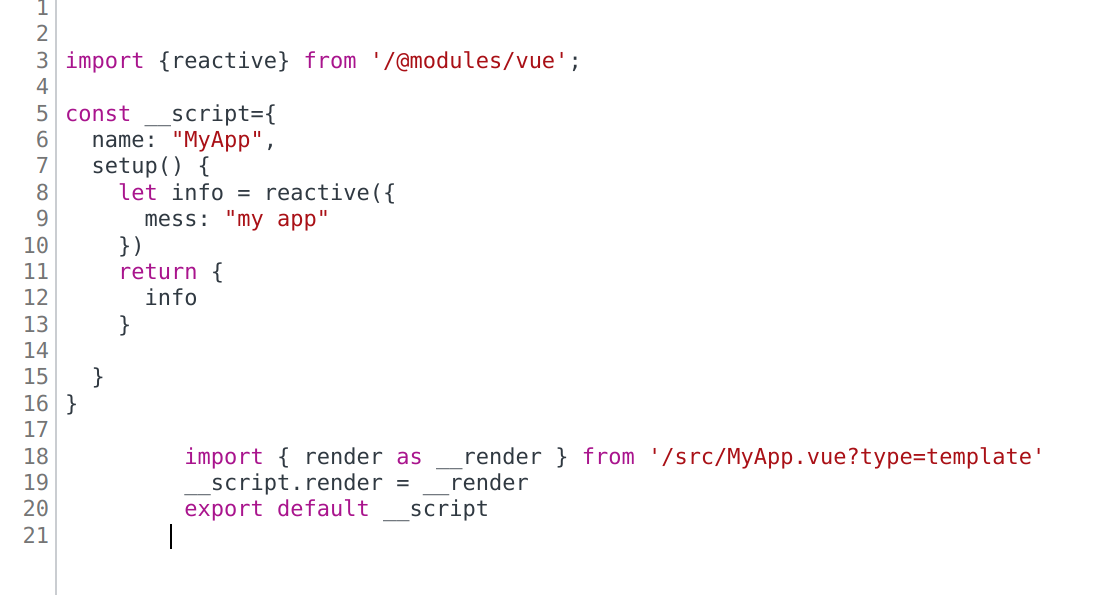 1
2
3 import {reactive} from '/@modules/vue';
4
5 const __script={
6   name: "MyApp",
7   setup() {
8     let info = reactive({
9       mess: "my app"
10     })
11     return {
12       info
13     }
14
15   }
16 }
17
18          import { render as __render } from '/src/MyApp.vue?type=template'
19          __script.render = __render
20          export default __script
21